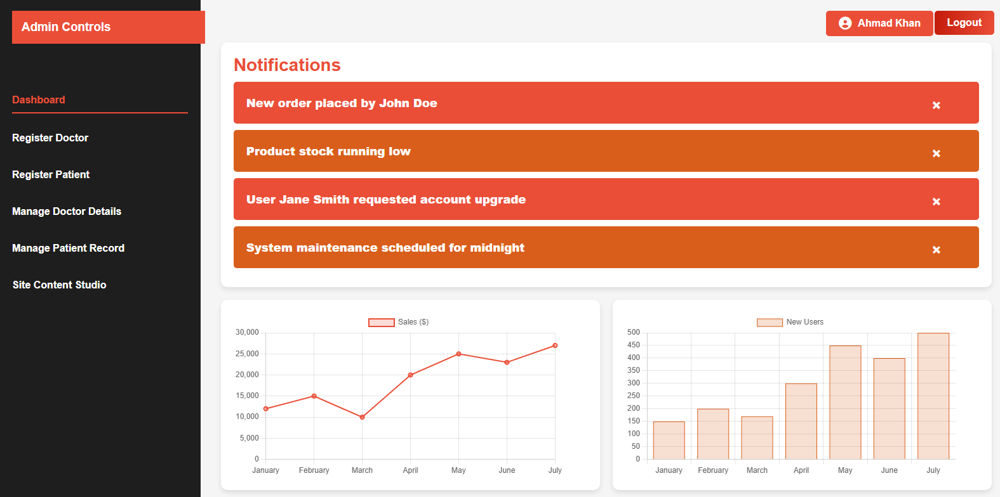 Admin Controls
Ahmad Khan
Logout
Dashboard
Register Doctor
Register Patient
Manage Doctor Details
Manage Patient Record
Site Content Studio
Notifications
New order placed by John Doe ×
Product stock running low ×
User Jane Smith requested account upgrade ×
System maintenance scheduled for midnight ×
Sales ($)
30,000
25,000
20,000
15,000
10,000
5,000
0
January February March April May June July
New Users
500
450
400
350
300
250
200
150
100
50
0
January February March April May June July